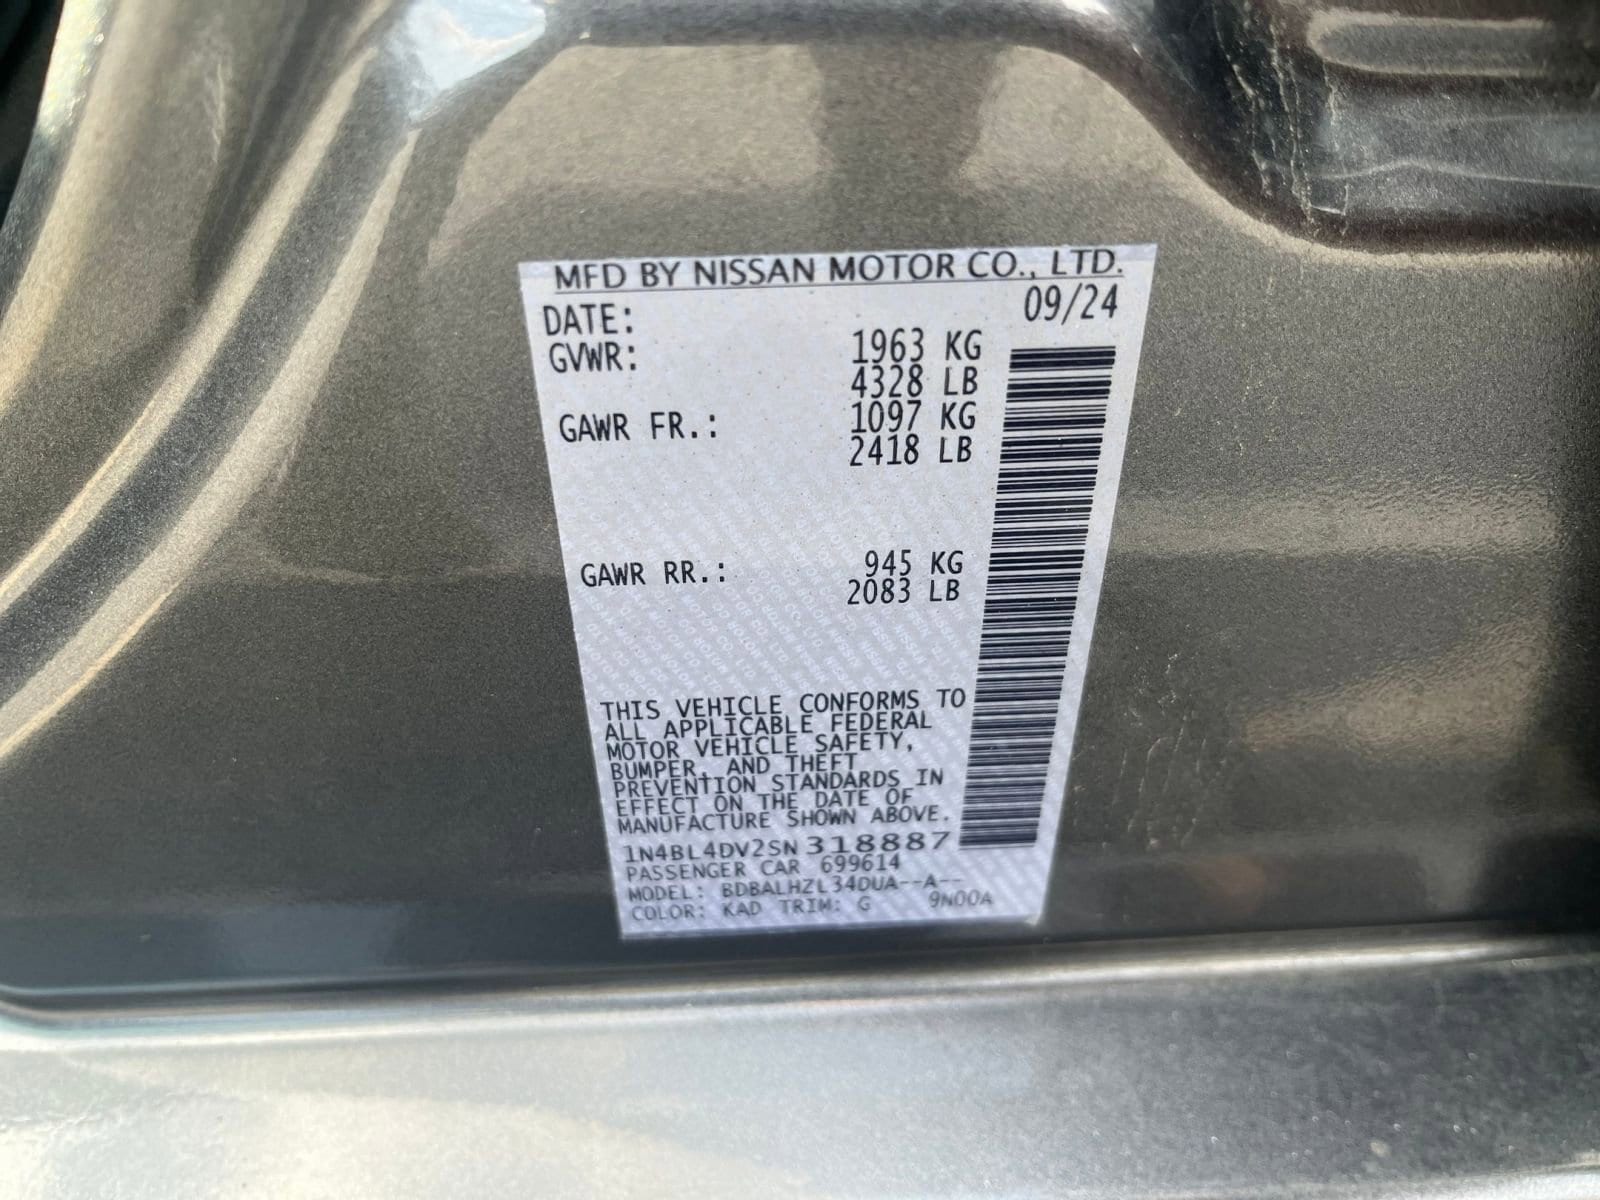 MFD BY NISSAN MOTOR CO., LTD.
DATE: 09/24
GVWR: 1963 KG
4328 LB
GAWR FR.: 1097 KG
2418 LB
GAWR RR.: 945 KG
2083 LB
THIS VEHICLE CONFORMS TO
ALL APPLICABLE FEDERAL
MOTOR VEHICLE SAFETY,
BUMPER, AND THEFT
PREVENTION STANDARDS IN
EFFECT ON THE DATE OF
MANUFACTURE SHOWN ABOVE.
1N4BL4DV2SN318887
PASSENGER CAR 699614
MODEL: BDBALHZL34DUA--A--
COLOR: KAD TRIM: G 9N00A